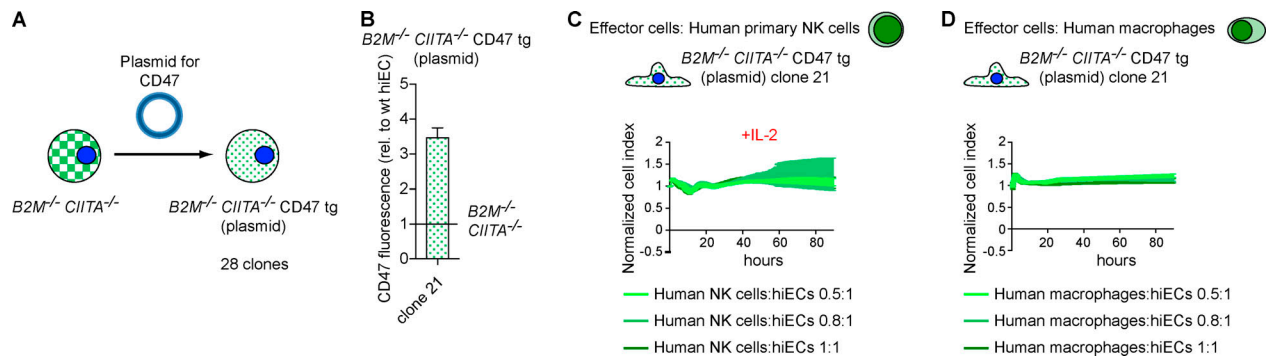 A
Plasmid for
CD47
B2M⁻/⁻ CIITA⁻/⁻
B2M⁻/⁻ CIITA⁻/⁻ CD47 tg
(plasmid)
28 clones
B
B2M⁻/⁻ CIITA⁻/⁻ CD47 tg
(plasmid)
CD47 fluorescence (rel. to wt hiEC)
5
4
3
2
1
0
B2M⁻/⁻
CIITA⁻/⁻
clone 21
C
Effector cells: Human primary NK cells
B2M⁻/⁻ CIITA⁻/⁻ CD47 tg
(plasmid) clone 21
+IL-2
Normalized cell index
2
1.5
1
0.5
0
-0.5
20
40
60
80
hours
Human NK cells:hiECs 0.5:1
Human NK cells:hiECs 0.8:1
Human NK cells:hiECs 1:1
D
Effector cells: Human macrophages
B2M⁻/⁻ CIITA⁻/⁻ CD47 tg
(plasmid) clone 21
Normalized cell index
2
1.5
1
0.5
0
-0.5
20
40
60
80
hours
Human macrophages:hiECs 0.5:1
Human macrophages:hiECs 0.8:1
Human macrophages:hiECs 1:1